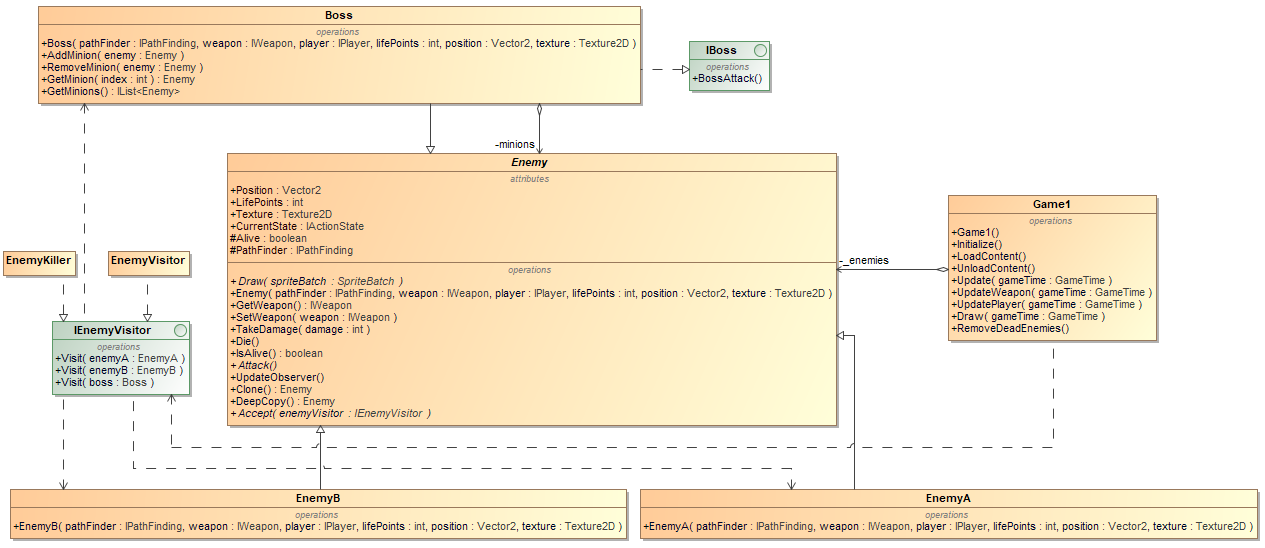 Boss
operations
+Boss( pathFinder : IPathFinding, weapon : IWeapon, player : IPlayer, lifePoints : int, position : Vector2, texture : Texture2D )
+AddMinion( enemy : Enemy )
+RemoveMinion( enemy : Enemy )
+GetMinion( index : int ) : Enemy
+GetMinions() : IList<Enemy>
IBoss
operations
+BossAttack()
-minions
Enemy
attributes
+Position : Vector2
+LifePoints : int
+Texture : Texture2D
+CurrentState : IActionState
#Alive : boolean
#PathFinder : IPathFinding
operations
+Draw( spriteBatch : SpriteBatch )
+Enemy( pathFinder : IPathFinding, weapon : IWeapon, player : IPlayer, lifePoints : int, position : Vector2, texture : Texture2D )
+GetWeapon() : IWeapon
+SetWeapon( weapon : IWeapon )
+TakeDamage( damage : int )
+Die()
+IsAlive() : boolean
+Attack()
+UpdateObserver()
+Clone() : Enemy
+DeepCopy() : Enemy
+Accept( enemyVisitor : IEnemyVisitor )
-_enemies
Game1
operations
+Game1()
+Initialize()
+LoadContent()
+UnloadContent()
+Update( gameTime : GameTime )
+UpdateWeapon( gameTime : GameTime )
+UpdatePlayer( gameTime : GameTime )
+Draw( gameTime : GameTime )
+RemoveDeadEnemies()
EnemyKiller
EnemyVisitor
IEnemyVisitor
operations
+Visit( enemyA : EnemyA )
+Visit( enemyB : EnemyB )
+Visit( boss : Boss )
EnemyB
operations
+EnemyB( pathFinder : IPathFinding, weapon : IWeapon, player : IPlayer, lifePoints : int, position : Vector2, texture : Texture2D )
EnemyA
operations
+EnemyA( pathFinder : IPathFinding, weapon : IWeapon, player : IPlayer, lifePoints : int, position : Vector2, texture : Texture2D )